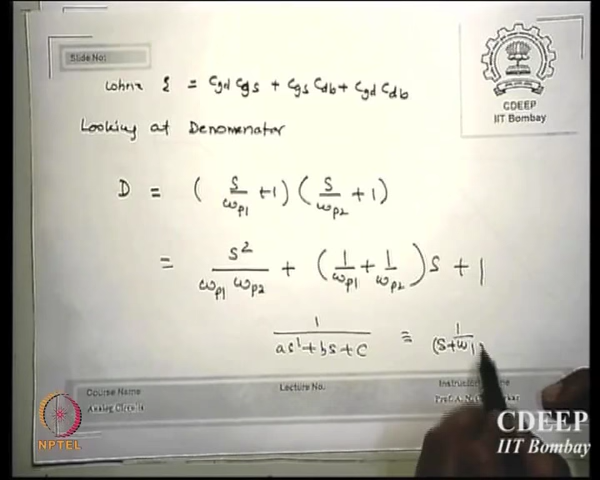 Slide No:
where ξ = Cgd Cgs + Cgs Cdb + Cgd Cdb
CDEEP
IIT Bombay
Looking at Denomenator
D = ( S/ωp1 + 1 ) ( S/ωp2 + 1 )
= S²/ωp1 ωp2 + ( 1/ωp1 + 1/ωp2 ) S + 1
1/as²+bs+c = 1/(S+ω1)
Course Name
Lecture No.
Analog Circuits
NPTEL
CDEEP
IIT Bombay